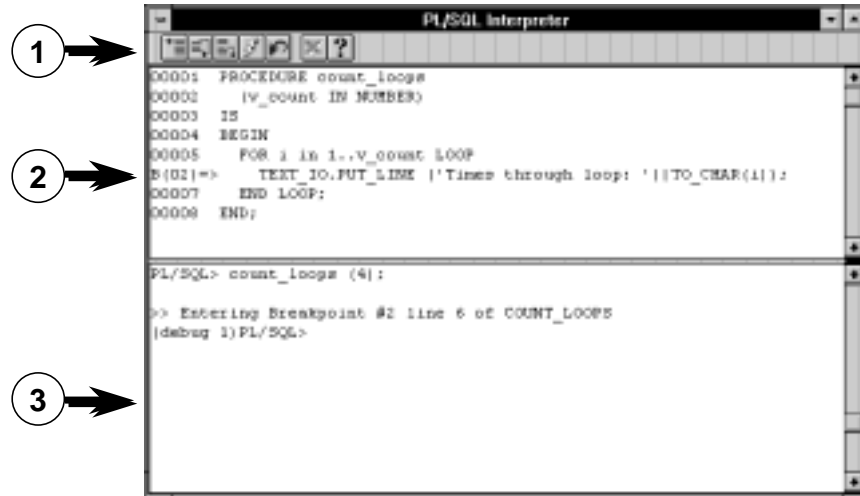 PL/SQL Interpreter
1
?
00001 PROCEDURE count_loops
00002 (v_count IN NUMBER)
00003 IS
00004 BEGIN
00005 FOR i in 1..v_count LOOP
2
B(02)=> TEXT_IO.PUT_LINE ('Times through loop: '||TO_CHAR(i));
00007 END LOOP;
00008 END;
PL/SQL> count_loops (4);
>> Entering Breakpoint #2 line 6 of COUNT_LOOPS
(debug 1)PL/SQL>
3